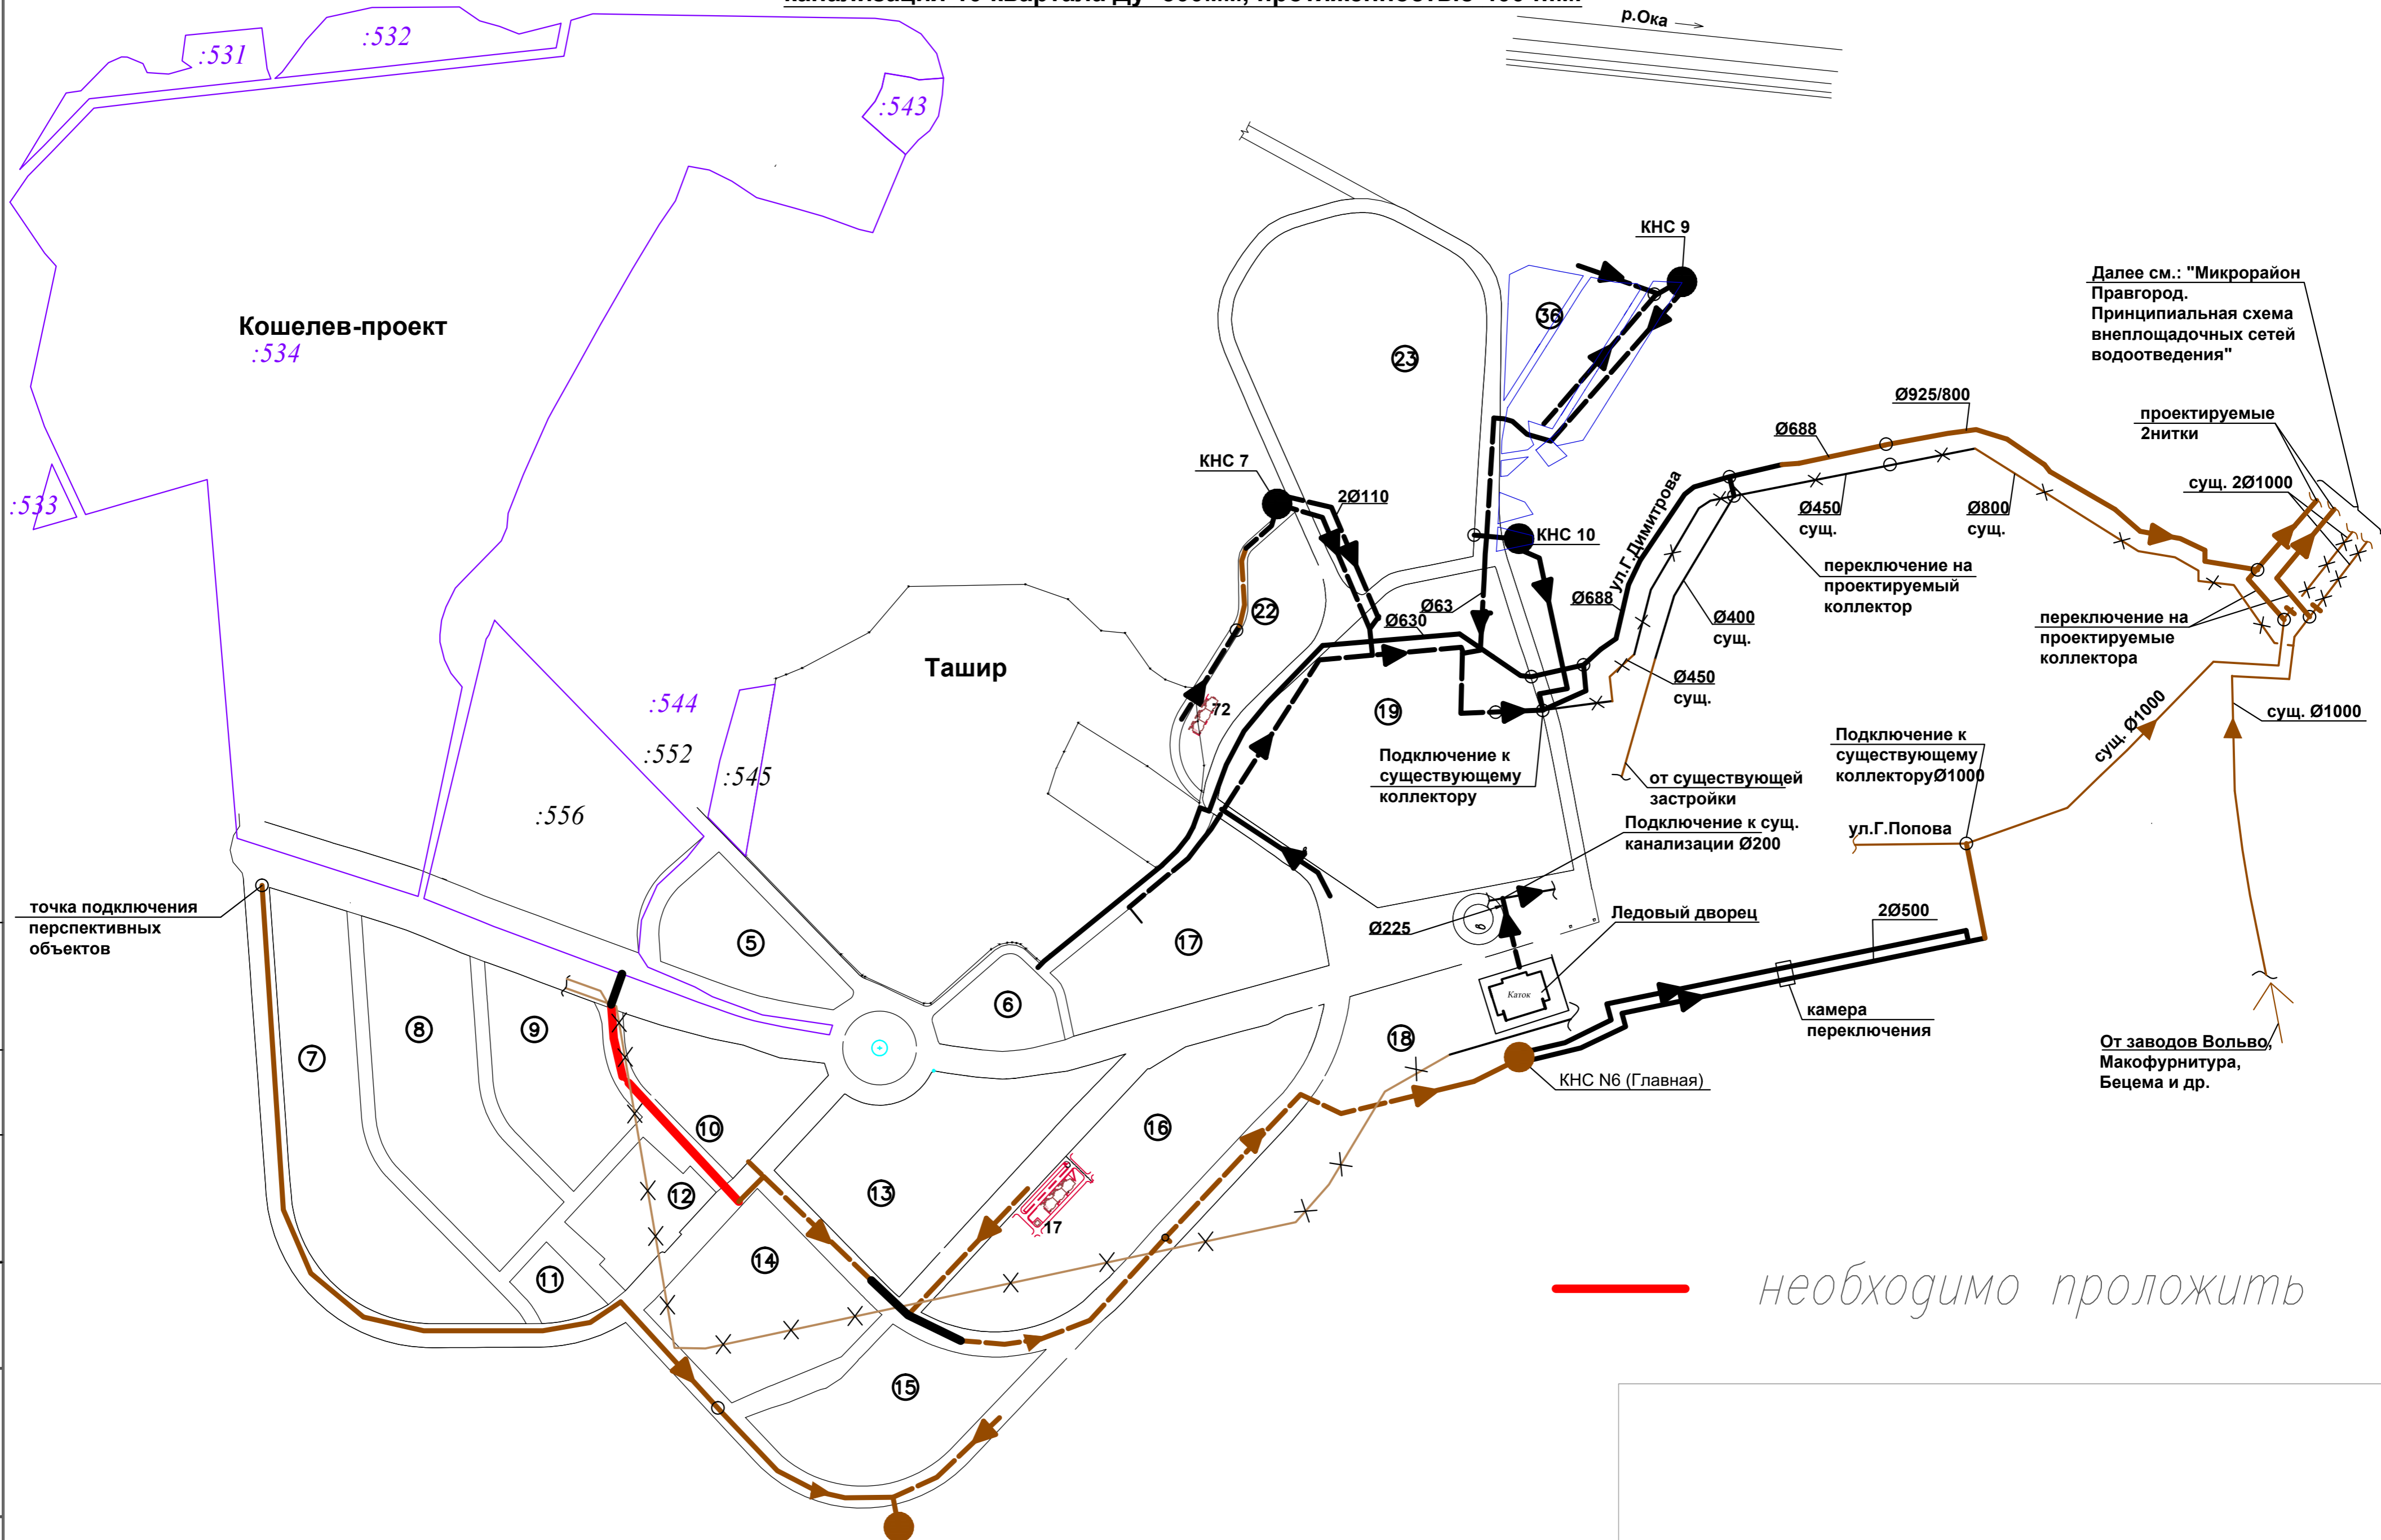 р.Ока
:531
:532
:543
Кошелев-проект
:534
:533
КНС 9
36
23
КНС 7
2Ø110
КНС 10
Далее см.: "Микрорайон
Правгород.
Принципиальная схема
внеплощадочных сетей
водоотведения"
Ø925/800
проектируемые
2нитки
Ø688
сущ. 2Ø1000
Ø450
сущ.
Ø800
сущ.
ул.Г.Димитрова
переключение на
проектируемый
коллектор
Ø688
Ø63
Ø630
Ø400
сущ.
переключение на
проектируемые
коллектора
22
Ташир
:544
72
19
Ø450
сущ.
сущ. Ø1000
сущ. Ø1000
:552
:545
:556
Подключение к
существующему
коллектору
от существующей
застройки
Подключение к
существующему
коллекторуØ1000
Подключение к сущ.
канализации Ø200
ул.Г.Попова
точка подключения
перспективных
объектов
5
17
Ø225
Ледовый дворец
2Ø500
6
Каток
7
8
9
18
камера
переключения
КНС N6 (Главная)
От заводов Вольво,
Макофурнитура,
Бецема и др.
10
16
12
13
17
14
11
15
необходимо проложить